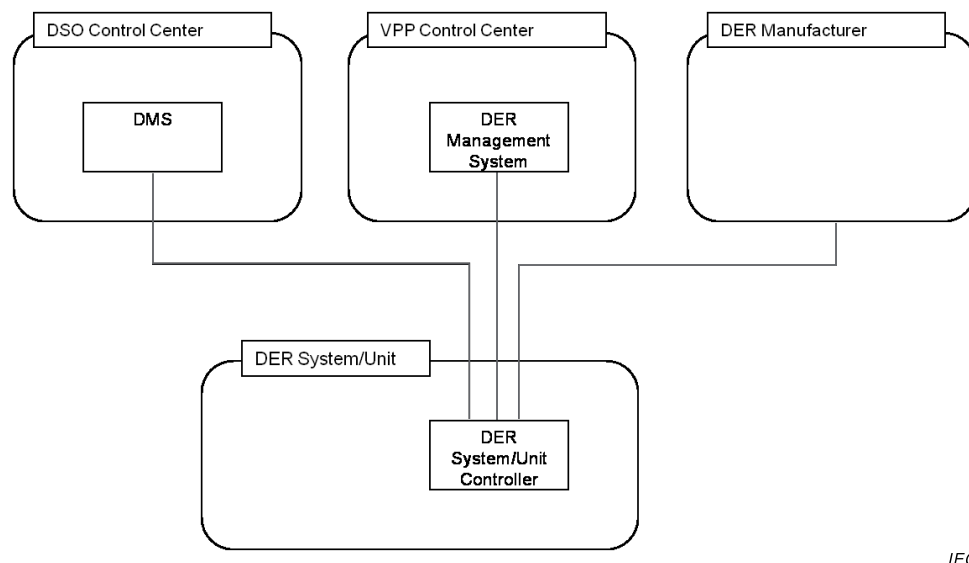 DSO Control Center
VPP Control Center
DER Manufacturer
DMS
DER
Management
System
DER System/Unit
DER
System/Unit
Controller